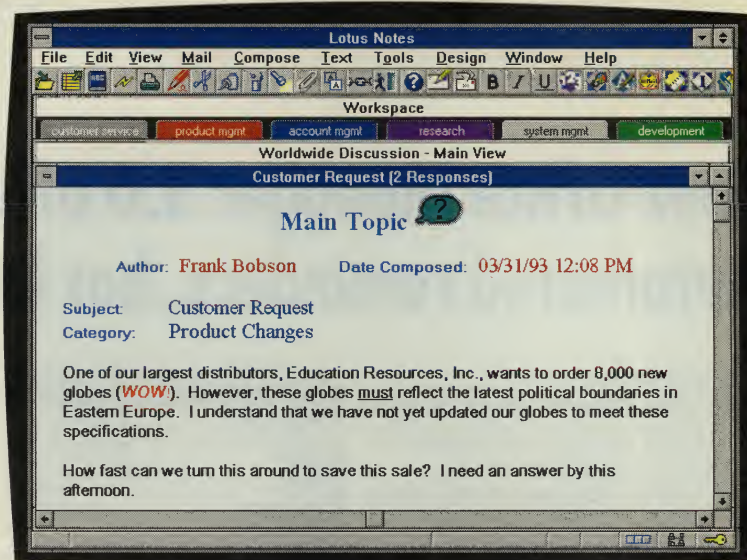 Lotus Notes
File Edit View Mail Compose Text Tools Design Window Help
B I U
Workspace
customer service product mgmt account mgmt research system mgmt development
Worldwide Discussion - Main View
Customer Request (2 Responses)
Main Topic ?
Author: Frank Bobson Date Composed: 03/31/93 12:08 PM
Subject: Customer Request
Category: Product Changes
One of our largest distributors, Education Resources, Inc., wants to order 8,000 new
globes (WOW!). However, these globes must reflect the latest political boundaries in
Eastern Europe. I understand that we have not yet updated our globes to meet these
specifications.
How fast can we turn this around to save this sale? I need an answer by this
afternoon.